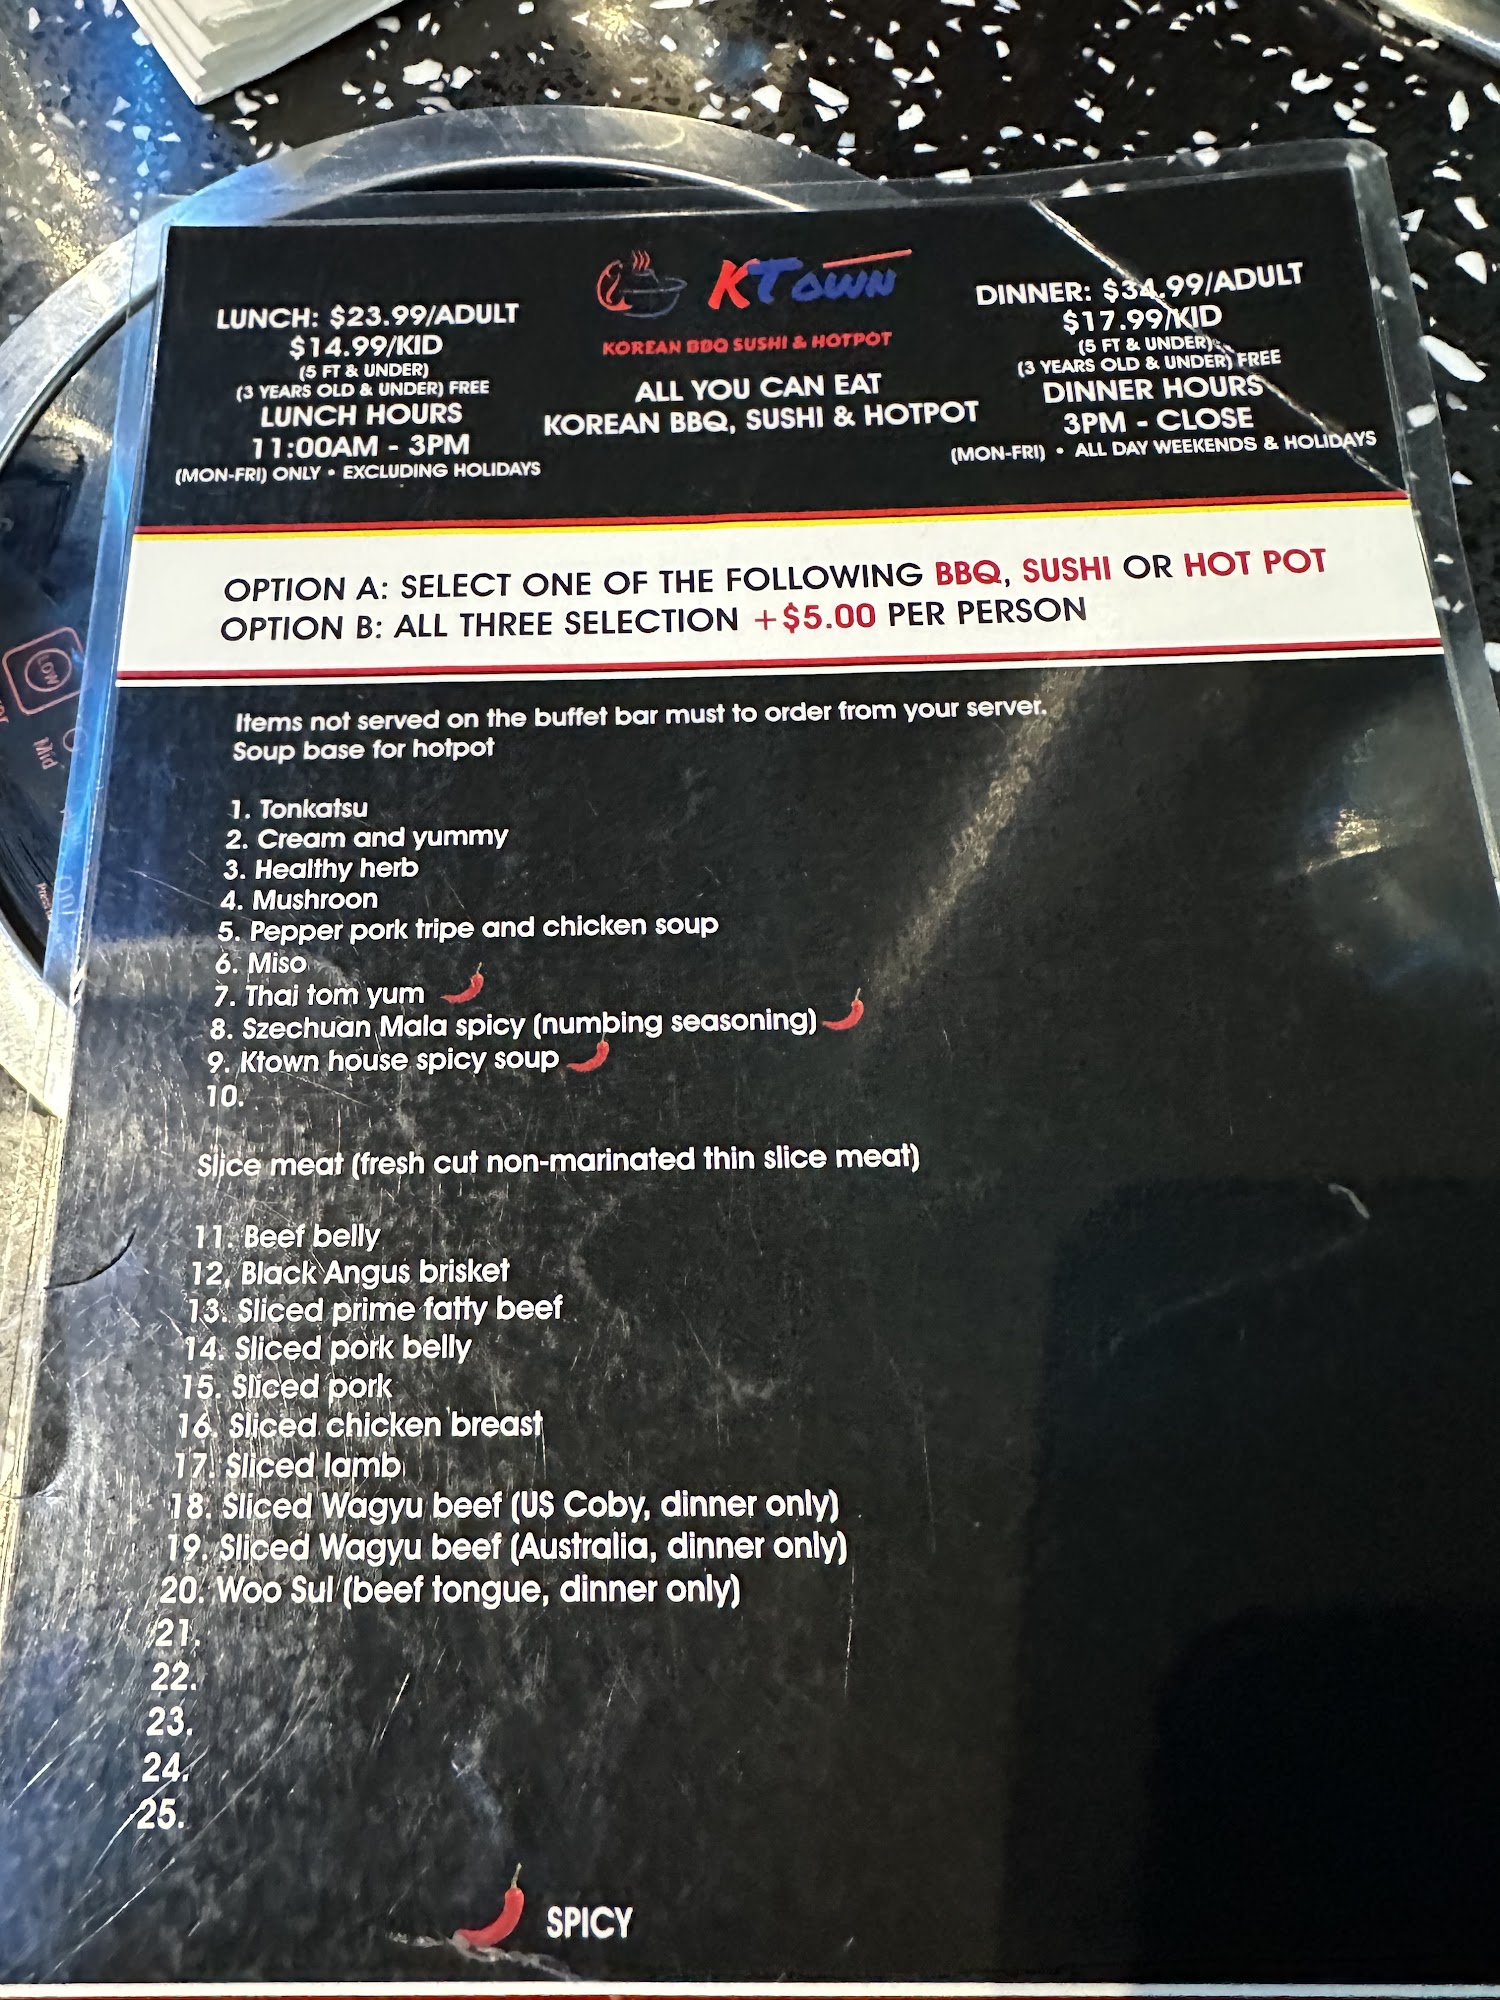 KTOWN
KOREAN BBQ SUSHI & HOTPOT
ALL YOU CAN EAT
KOREAN BBQ, SUSHI & HOTPOT
LUNCH: $23.99/ADULT
$14.99/KID
(5 FT & UNDER)
(3 YEARS OLD & UNDER) FREE
LUNCH HOURS
11:00AM - 3PM
(MON-FRI) ONLY • EXCLUDING HOLIDAYS
DINNER: $34.99/ADULT
$17.99/KID
(5 FT & UNDER)
(3 YEARS OLD & UNDER) FREE
DINNER HOURS
3PM - CLOSE
(MON-FRI) • ALL DAY WEEKENDS & HOLIDAYS
OPTION A: SELECT ONE OF THE FOLLOWING BBQ, SUSHI OR HOT POT
OPTION B: ALL THREE SELECTION +$5.00 PER PERSON
Items not served on the buffet bar must to order from your server.
Soup base for hotpot
1. Tonkatsu
2. Cream and yummy
3. Healthy herb
4. Mushroon
5. Pepper pork tripe and chicken soup
6. Miso
7. Thai tom yum
8. Szechuan Mala spicy (numbing seasoning)
9. Ktown house spicy soup
10.
Slice meat (fresh cut non-marinated thin slice meat)
11. Beef belly
12. Black Angus brisket
13. Sliced prime fatty beef
14. Sliced pork belly
15. Sliced pork
16. Sliced chicken breast
17. Sliced lamb
18. Sliced Wagyu beef (US Coby, dinner only)
19. Sliced Wagyu beef (Australia, dinner only)
20. Woo Sul (beef tongue, dinner only)
21.
22.
23.
24.
25.
SPICY
Low
Mid